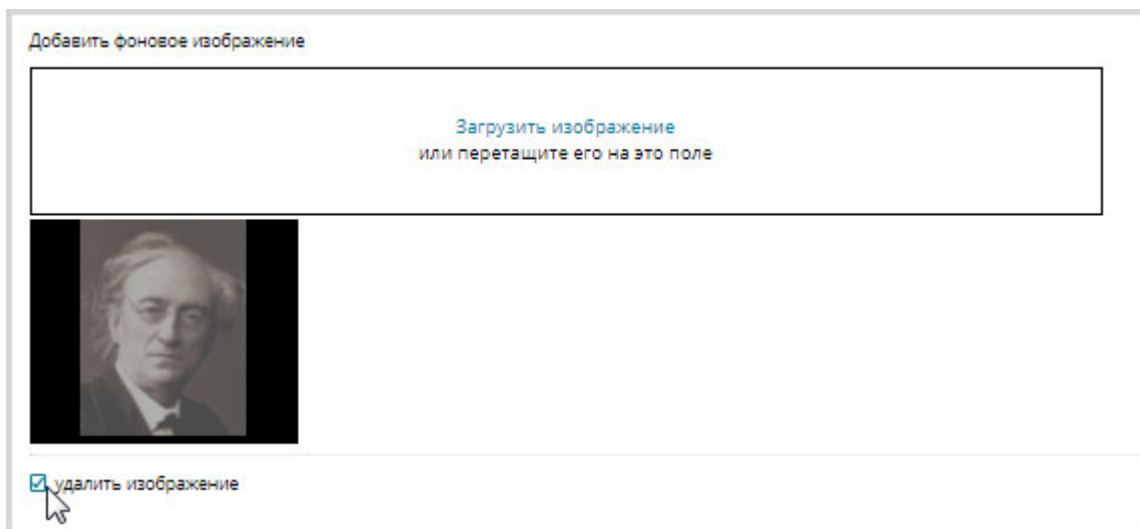 Добавить фоновое изображение
Загрузить изображение
или перетащите его на это поле
удалить изображение